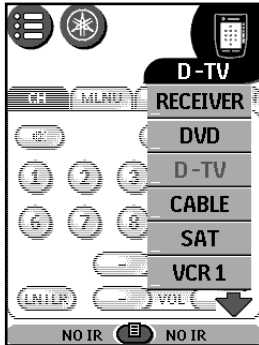 D-TV
CH MENU RECEIVER
DVD
1 2 3 D-TV
CABLE
6 7 8 SAT
VCR 1
ENTER - VOL
NO IR NO IR